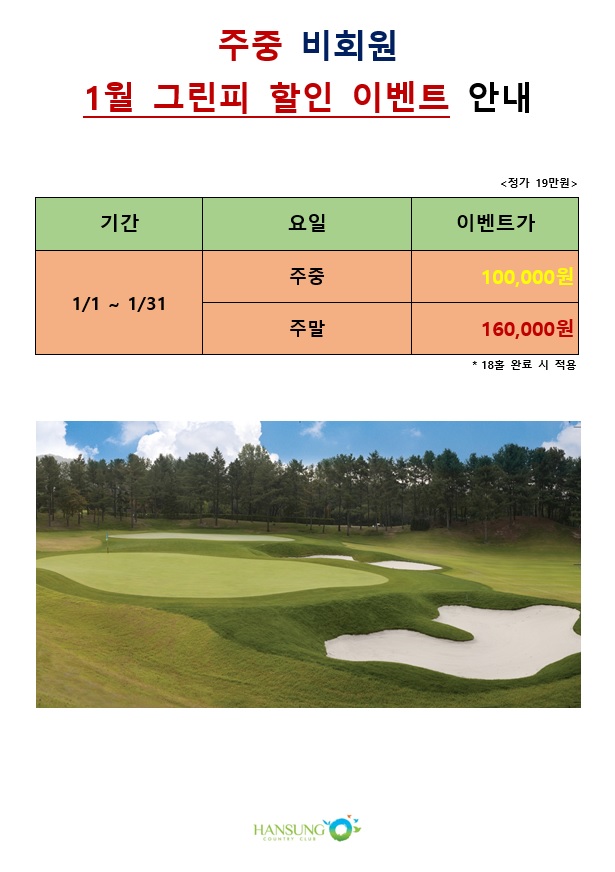 주중 비회원
1월 그린피 할인 이벤트 안내
<정가 19만원>
기간 요일 이벤트가
1/1 ~ 1/31
주중 100,000원
주말 160,000원
* 18홀 완료 시 적용
HANSUNG
COUNTRY CLUB